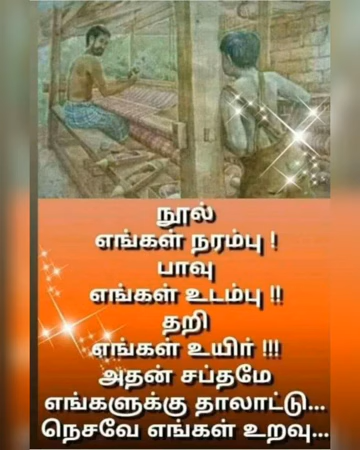 நூல்
எங்கள் நரம்பு !
பாவு
எங்கள் உடம்பு !!
தறி
எங்கள் உயிர் !!!
அதன் சப்தமே
எங்களுக்கு தாலாட்டு...
நெசவே எங்கள் உறவு...